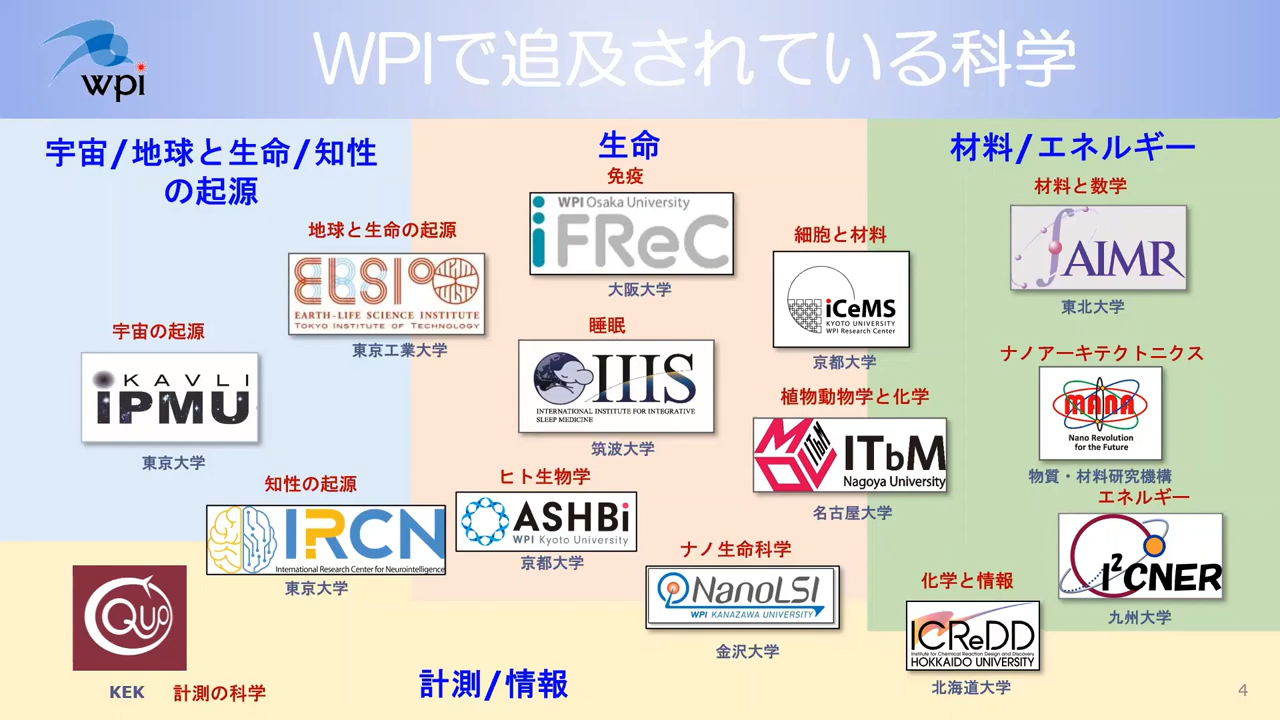 wpi
WPIで追及されている科学
宇宙/地球と生命/知性
の起源
地球と生命の起源
ELSI
EARTH-LIFE SCIENCE INSTITUTE
TOKYO INSTITUTE OF TECHNOLOGY
東京工業大学
宇宙の起源
KAVLI
IPMU
東京大学
知性の起源
IRCN
International Research Center for Neurointelligence
東京大学
生命
免疫
WPI Osaka University
iFReC
大阪大学
睡眠
IIIS
INTERNATIONAL INSTITUTE FOR INTEGRATIVE
SLEEP MEDICINE
筑波大学
ヒト生物学
ASHBi
WPI Kyoto University
京都大学
細胞と材料
iCeMS
KYOTO UNIVERSITY
WPI Research Center
京都大学
植物動物学と化学
ITbM
ITbM
Nagoya University
名古屋大学
ナノ生命科学
NanoLSI
WPI KANAZAWA UNIVERSITY
金沢大学
材料/エネルギー
材料と数学
AIMR
東北大学
ナノアーキテクトニクス
MANA
Nano Revolution
for the Future
物質・材料研究機構
エネルギー
I²CNER
九州大学
化学と情報
ICReDD
Institute for Chemical Reaction Design and Discovery
HOKKAIDO UNIVERSITY
北海道大学
QUP
KEK
計測の科学
計測/情報
4